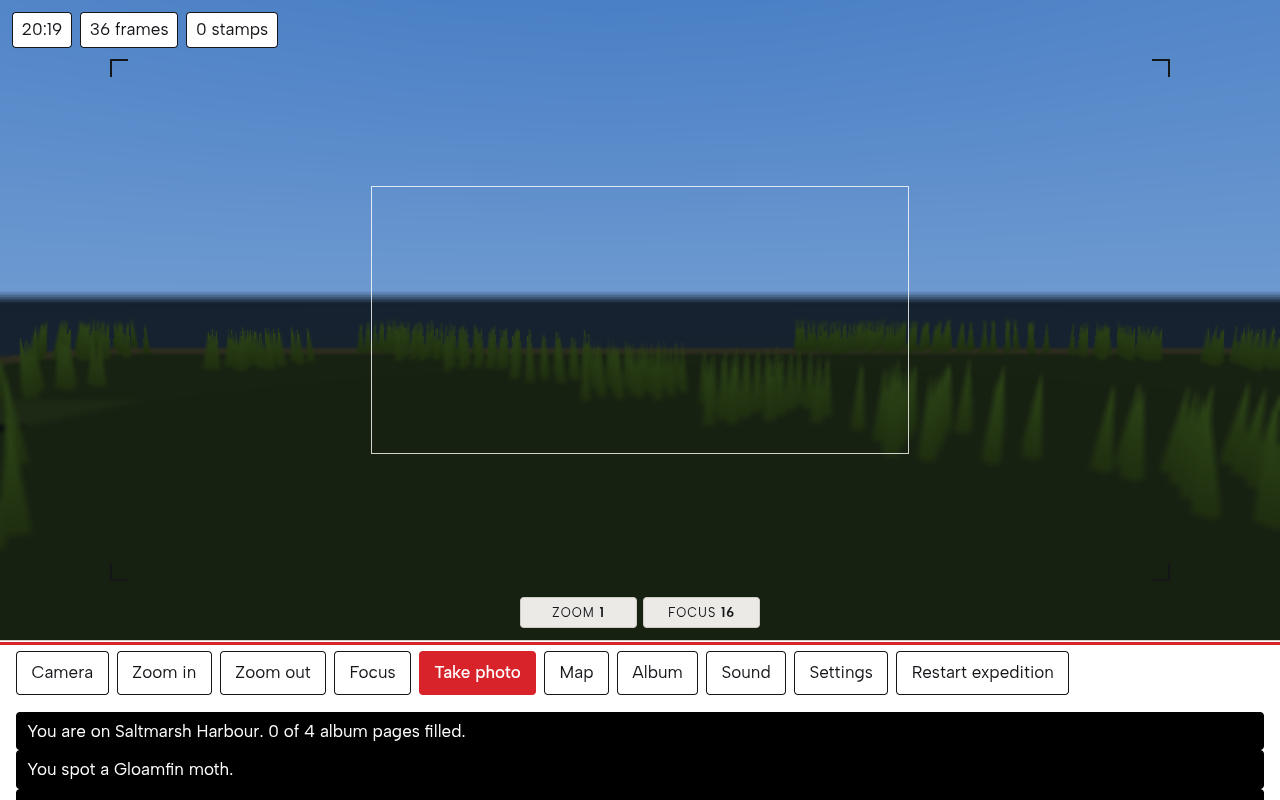 20:19 36 frames 0 stamps
ZOOM 1 FOCUS 16
Camera Zoom in Zoom out Focus Take photo Map Album Sound Settings Restart expedition
You are on Saltmarsh Harbour. 0 of 4 album pages filled.
You spot a Gloamfin moth.